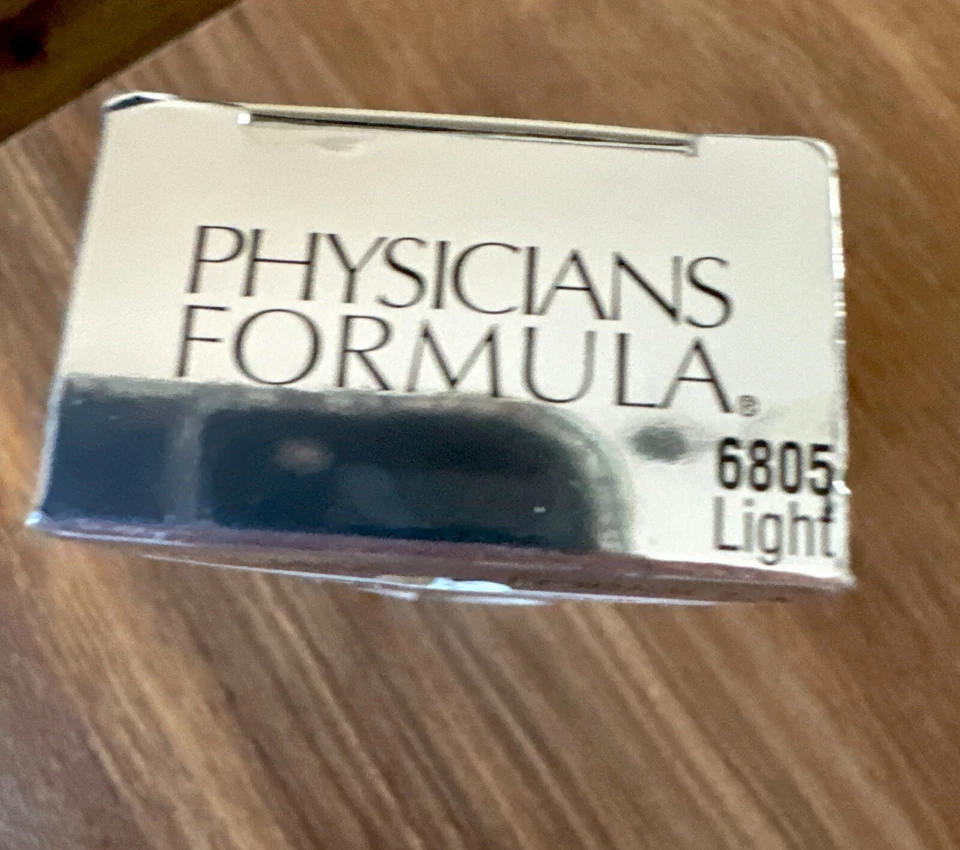 PHYSICIANS
FORMULA®
6805
Light